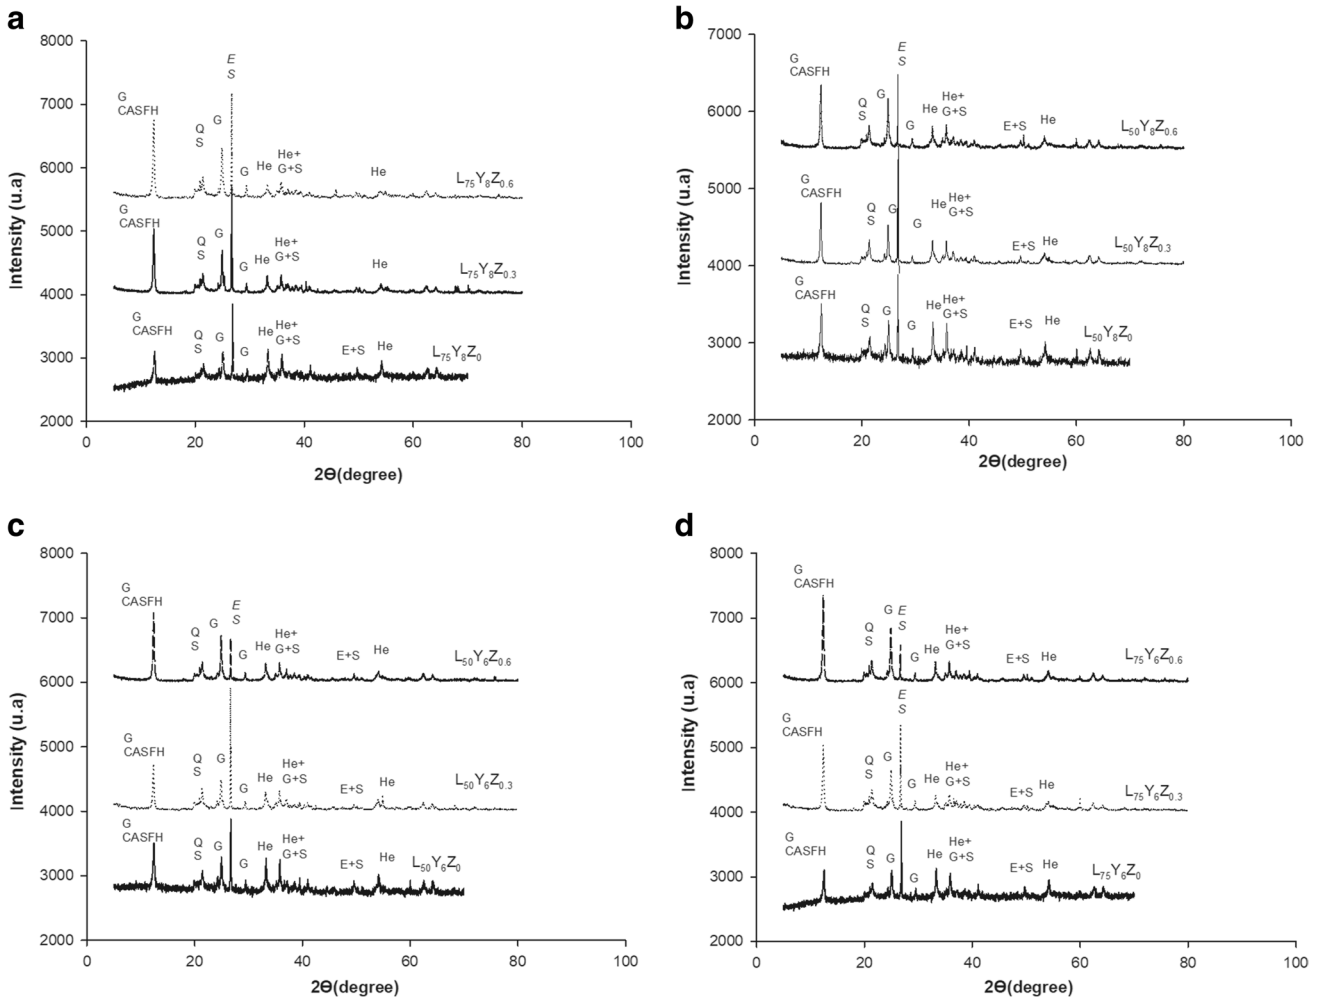 a
8000
7000
6000
5000
4000
3000
2000
0
20
40
60
80
100
Intensity (u.a)
2Ɵ(degree)
E
S
G
CASFH
Q
S
G
G
He
He+
G+S
He
L75Y8Z0.6
G
CASFH
Q
S
G
G
He
He+
G+S
He
L75Y8Z0.3
G
CASFH
Q
S
G
G
He
He+
G+S
E+S
He
L75Y8Z0
b
7000
6000
5000
4000
3000
2000
0
20
40
60
80
100
Intensity (u.a)
2Ɵ(degree)
E
S
G
CASFH
Q
S
G
G
He
He+
G+S
E+S
He
L50Y8Z0.6
G
CASFH
Q
S
G
G
He
He+
G+S
E+S
He
L50Y8Z0.3
G
CASFH
Q
S
G
G
He
He+
G+S
E+S
He
L50Y8Z0
c
8000
7000
6000
5000
4000
3000
2000
0
20
40
60
80
100
Intensity (u.a)
2Ɵ(degree)
G
CASFH
Q
S
G
E
S
G
He
He+
G+S
E+S
He
L50Y6Z0.6
G
CASFH
Q
S
G
G
He
He+
G+S
E+S
He
L50Y6Z0.3
G
CASFH
Q
S
G
G
He
He+
G+S
E+S
He
L50Y6Z0
d
8000
7000
6000
5000
4000
3000
2000
0
20
40
60
80
100
Intensity (u.a)
2Ɵ(degree)
G
CASFH
Q
S
G
E
S
G
He
He+
G+S
E+S
He
L75Y6Z0.6
G
CASFH
Q
S
G
E
S
G
He
He+
G+S
E+S
He
L75Y6Z0.3
G
CASFH
Q
S
G
G
He
He+
G+S
E+S
He
L75Y6Z0